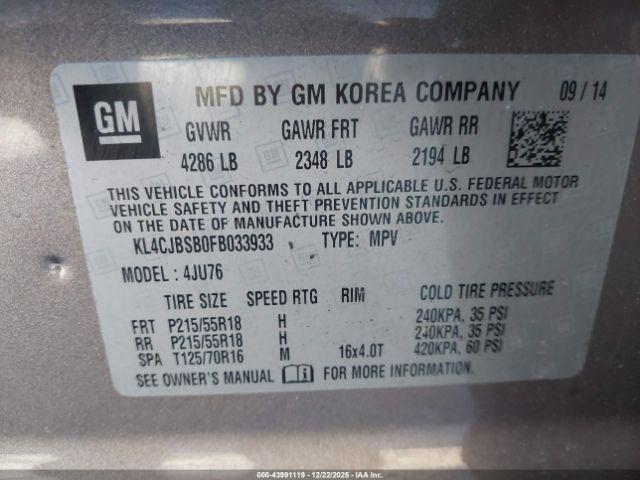 GM
MFD BY GM KOREA COMPANY 09/14
GVWR GAWR FRT GAWR RR
4286 LB 2348 LB 2194 LB
THIS VEHICLE CONFORMS TO ALL APPLICABLE U.S. FEDERAL MOTOR
VEHICLE SAFETY AND THEFT PREVENTION STANDARDS IN EFFECT
ON THE DATE OF MANUFACTURE SHOWN ABOVE.
KL4CJBSB0FB033933 TYPE: MPV
MODEL : 4JU76
TIRE SIZE SPEED RTG RIM COLD TIRE PRESSURE
FRT P215/55R18 H 240KPA, 35 PSI
RR P215/55R18 H 240KPA, 35 PSI
SPA T125/70R16 M 16x4.0T 420KPA, 60 PSI
SEE OWNER'S MANUAL FOR MORE INFORMATION.
000-43991119 - 12/22/2025 - IAAI.com